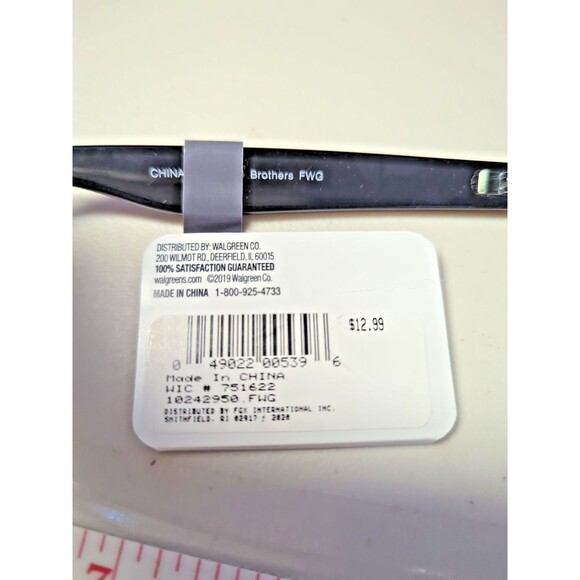 CHINA Brothers FWG
DISTRIBUTED BY: WALGREEN CO.
200 WILMOT RD., DEERFIELD, IL 60015
100% SATISFACTION GUARANTEED
walgreens.com ©2019 Walgreen Co.
MADE IN CHINA 1-800-925-4733
$12.99
0 49022 00539 6
Made In CHINA
WIC # 751622
10242950.FWG
DISTRIBUTED BY FGX INTERNATIONAL INC.
SMITHFIELD, RI 02917 / 2020
7